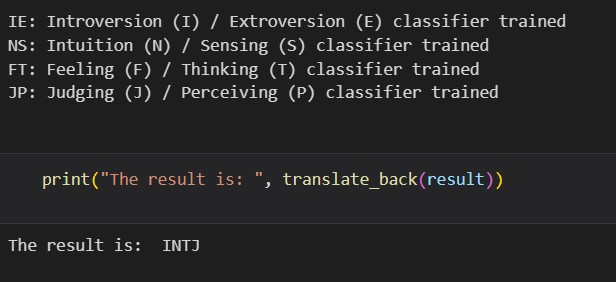 IE: Introversion (I) / Extroversion (E) classifier trained
NS: Intuition (N) / Sensing (S) classifier trained
FT: Feeling (F) / Thinking (T) classifier trained
JP: Judging (J) / Perceiving (P) classifier trained
print("The result is: ", translate_back(result))
The result is:  INTJ